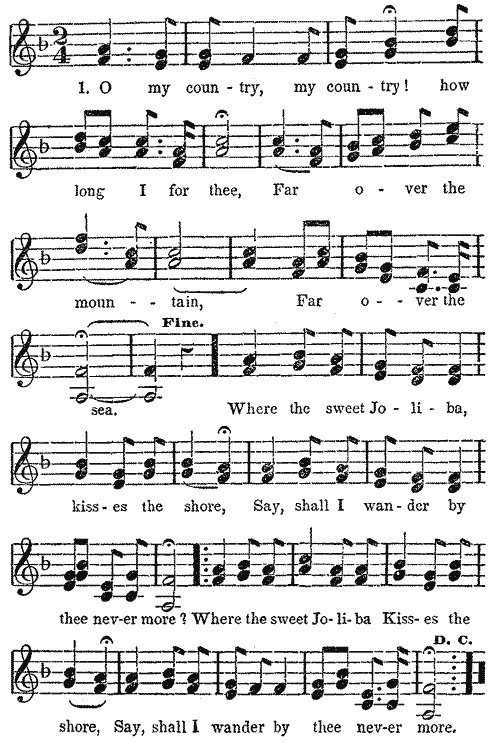 2 4
1. O my coun - try, my coun - try! how
long I for thee, Far o - ver the
moun - - tain, Far o - - ver the
Fine.
sea. Where the sweet Jo - li - ba,
kiss - es the shore, Say, shall I wan - der by
thee nev-er more? Where the sweet Jo-li-ba Kiss-es the
D. C.
shore, Say, shall I wander by thee nev-er more.